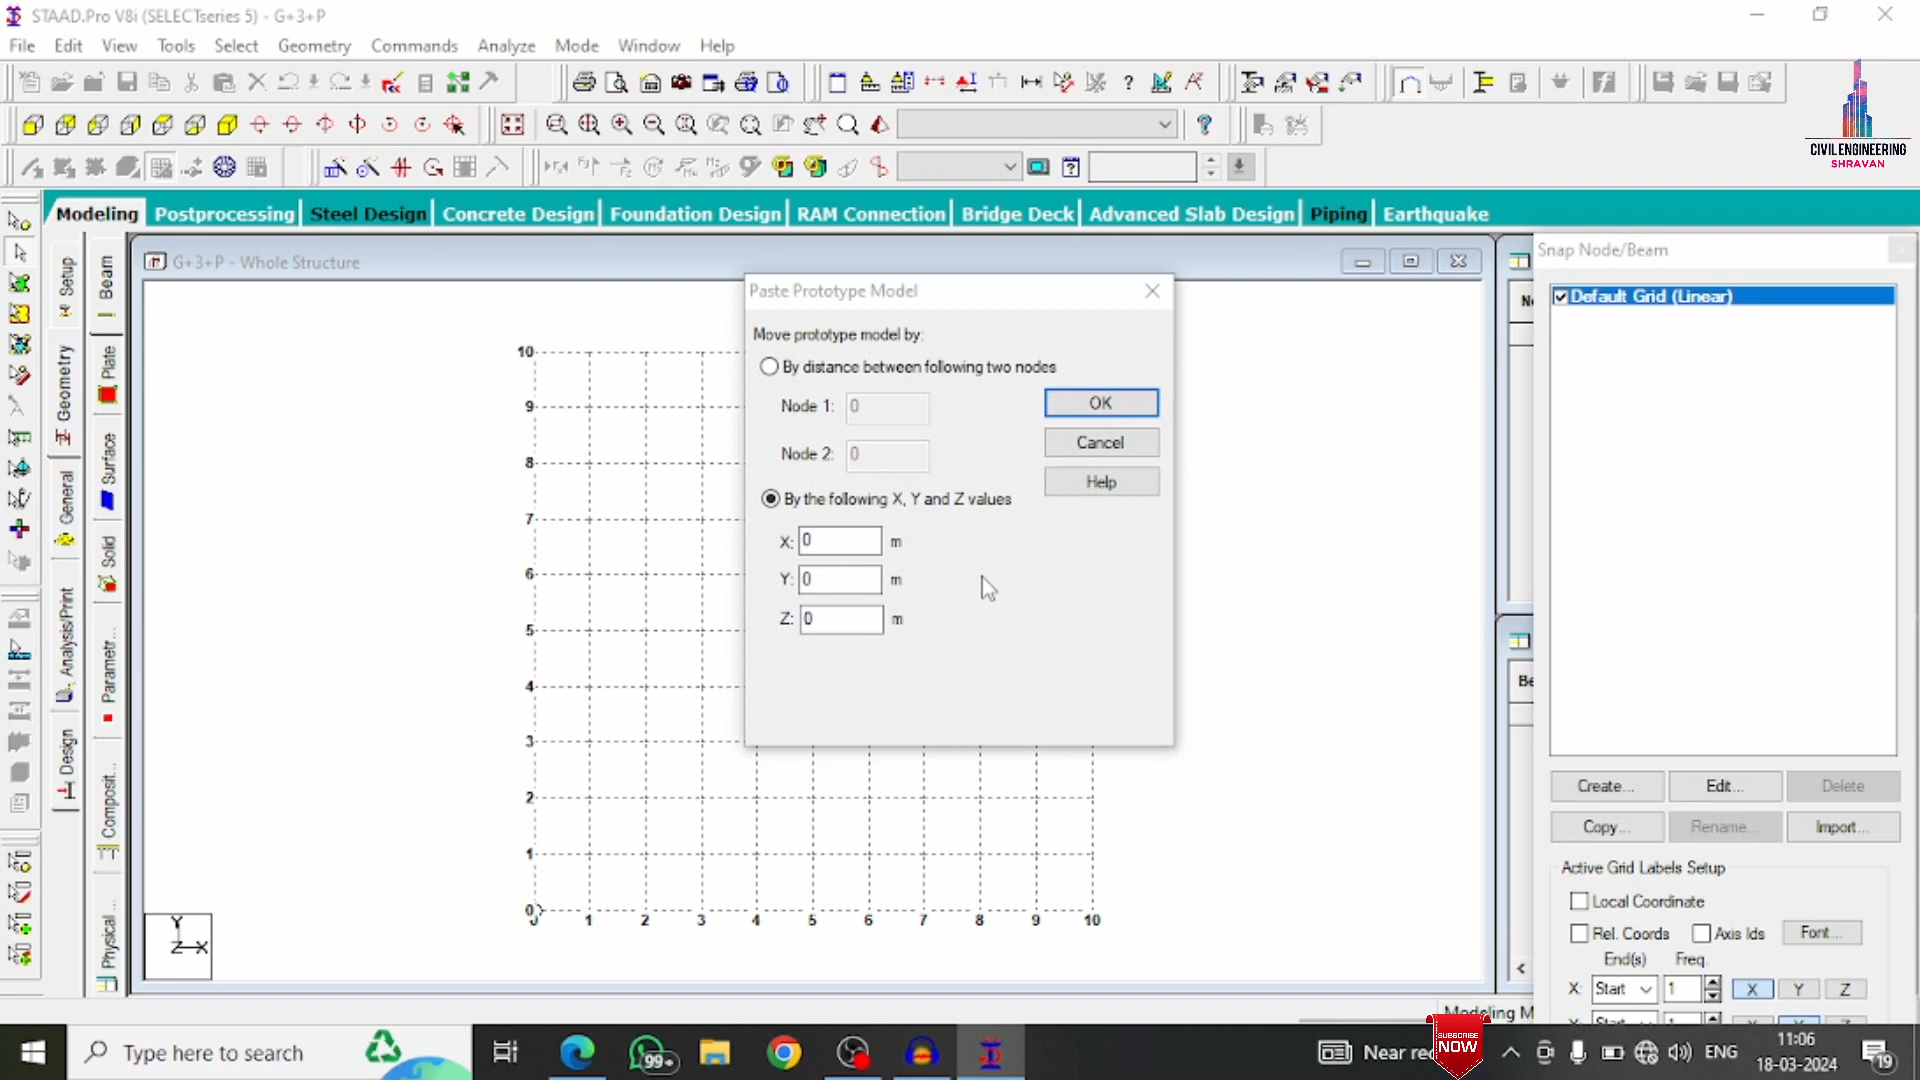 STAAD.Pro V8i (SELECTseries 5) - G+3+P
File Edit View Tools Select Geometry Commands Analyze Mode Window Help
CIVIL ENGINEERING
SHRAVAN
Modeling Postprocessing Steel Design Concrete Design Foundation Design RAM Connection Bridge Deck Advanced Slab Design Piping Earthquake
Setup
Geometry
General
Analysis/Print
Design
Beam
Plate
Surface
Solid
Parametr...
Composit...
Physical...
G+3+P - Whole Structure
10
9
8
7
6
5
4
3
2
1
0
0 1 2 3 4 5 6 7 8 9 10
Y
Z X
Paste Prototype Model
Move prototype model by:
By distance between following two nodes
Node 1: 0
Node 2: 0
OK
Cancel
Help
By the following X, Y and Z values
X: 0 m
Y: 0 m
Z: 0 m
Snap Node/Beam
Default Grid (Linear)
Create... Edit... Delete
Copy... Rename... Import...
Active Grid Labels Setup
Local Coordinate
Rel. Coords Axis Ids Font...
End(s) Freq.
X: Start 1 X Y Z
Modeling M
Type here to search
99+
Near rec
SUBSCRIBE
NOW
ENG
11:06
18-03-2024
19